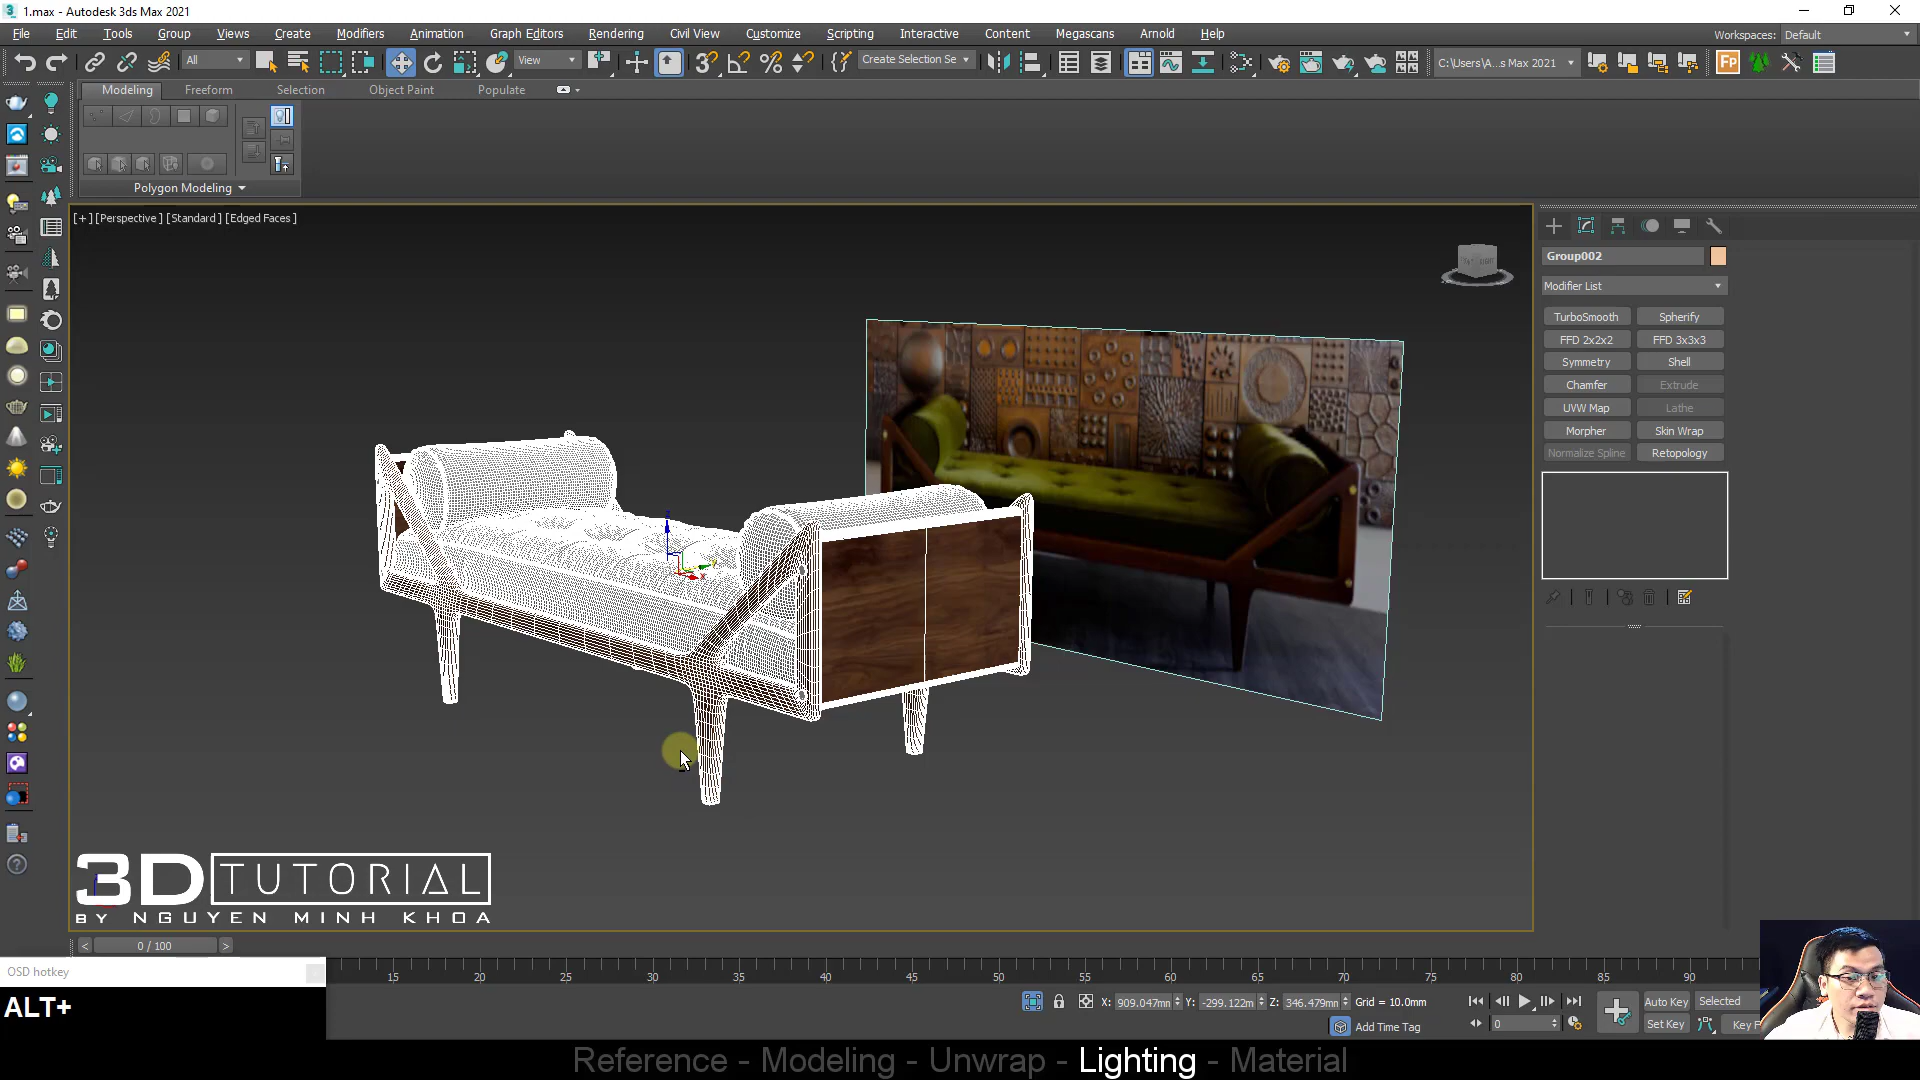 1.max - Autodesk 3ds Max 2021
File Edit Tools Group Views Create Modifiers Animation Graph Editors Rendering Civil View Customize Scripting Interactive Content Megascans Arnold Help
Workspaces: Default
All View Create Selection Se C:\Users\A...s Max 2021
Modeling Freeform Selection Object Paint Populate
Polygon Modeling
[+] [Perspective ] [Standard ] [Edged Faces ]
Group002
Modifier List
TurboSmooth Spherify
FFD 2x2x2 FFD 3x3x3
Symmetry Shell
Chamfer Extrude
UVW Map Lathe
Morpher Skin Wrap
Normalize Spline Retopology
3D TUTORIAL
BY NGUYEN MINH KHOA
< 0 / 100 >
15 20 25 30 35 40 45 50 55 60 65 70 75 80 85 90
OSD hotkey
ALT+
X: 909.047mn Y: -299.122m Z: 346.479mn Grid = 10.0mm
Add Time Tag
0
Auto Key Selected
Set Key Key F
Reference - Modeling - Unwrap - Lighting - Material